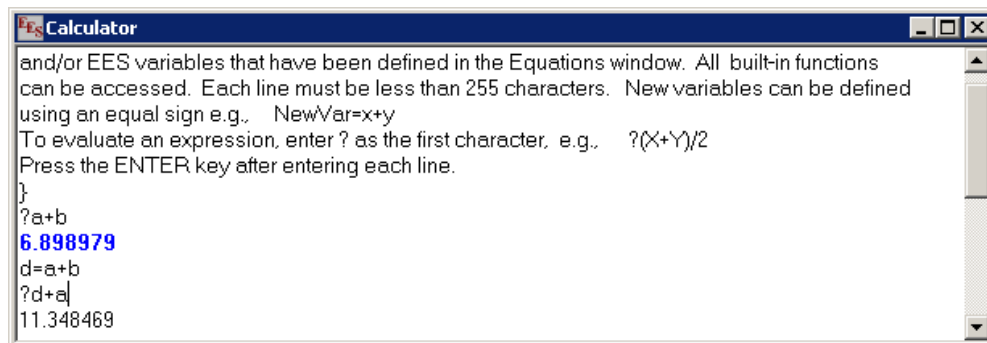 EES Calculator
and/or EES variables that have been defined in the Equations window.  All  built-in functions
can be accessed.  Each line must be less than 255 characters.   New variables can be defined
using an equal sign e.g.,    NewVar=x+y
To evaluate an expression, enter ? as the first character,  e.g.,     ?(X+Y)/2
Press the ENTER key after entering each line.
}
?a+b
6.898979
d=a+b
?d+a
11.348469